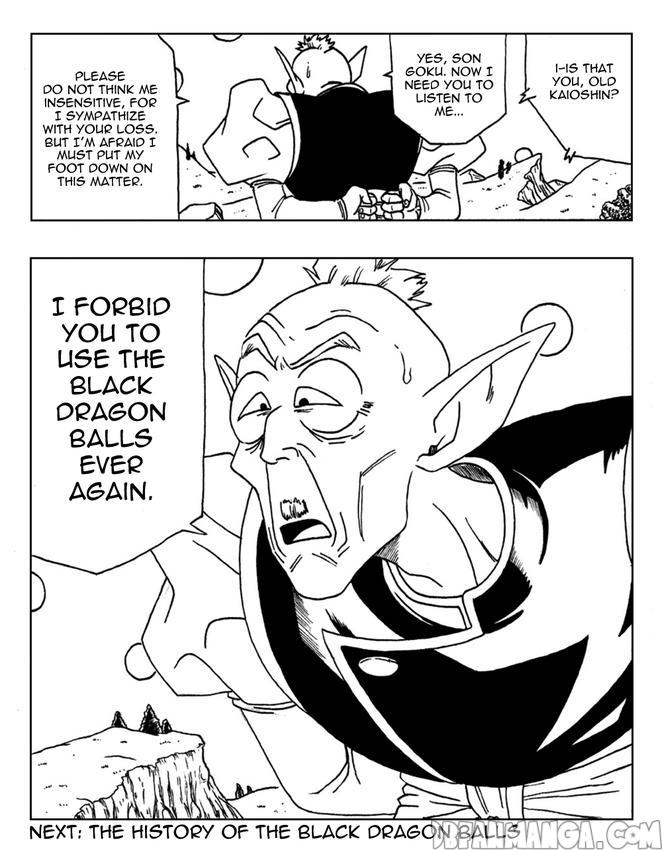 I-IS THAT
YOU, OLD
KAIOSHIN?
YES, SON
GOKU. NOW I
NEED YOU TO
LISTEN TO
ME...
PLEASE
DO NOT THINK ME
INSENSITIVE, FOR
I SYMPATHIZE
WITH YOUR LOSS.
BUT I'M AFRAID I
MUST PUT MY
FOOT DOWN ON
THIS MATTER.
I FORBID
YOU TO
USE THE
BLACK
DRAGON
BALLS
EVER
AGAIN.
NEXT: THE HISTORY OF THE BLACK DRAGON BALLS
DBFANMANGA.COM